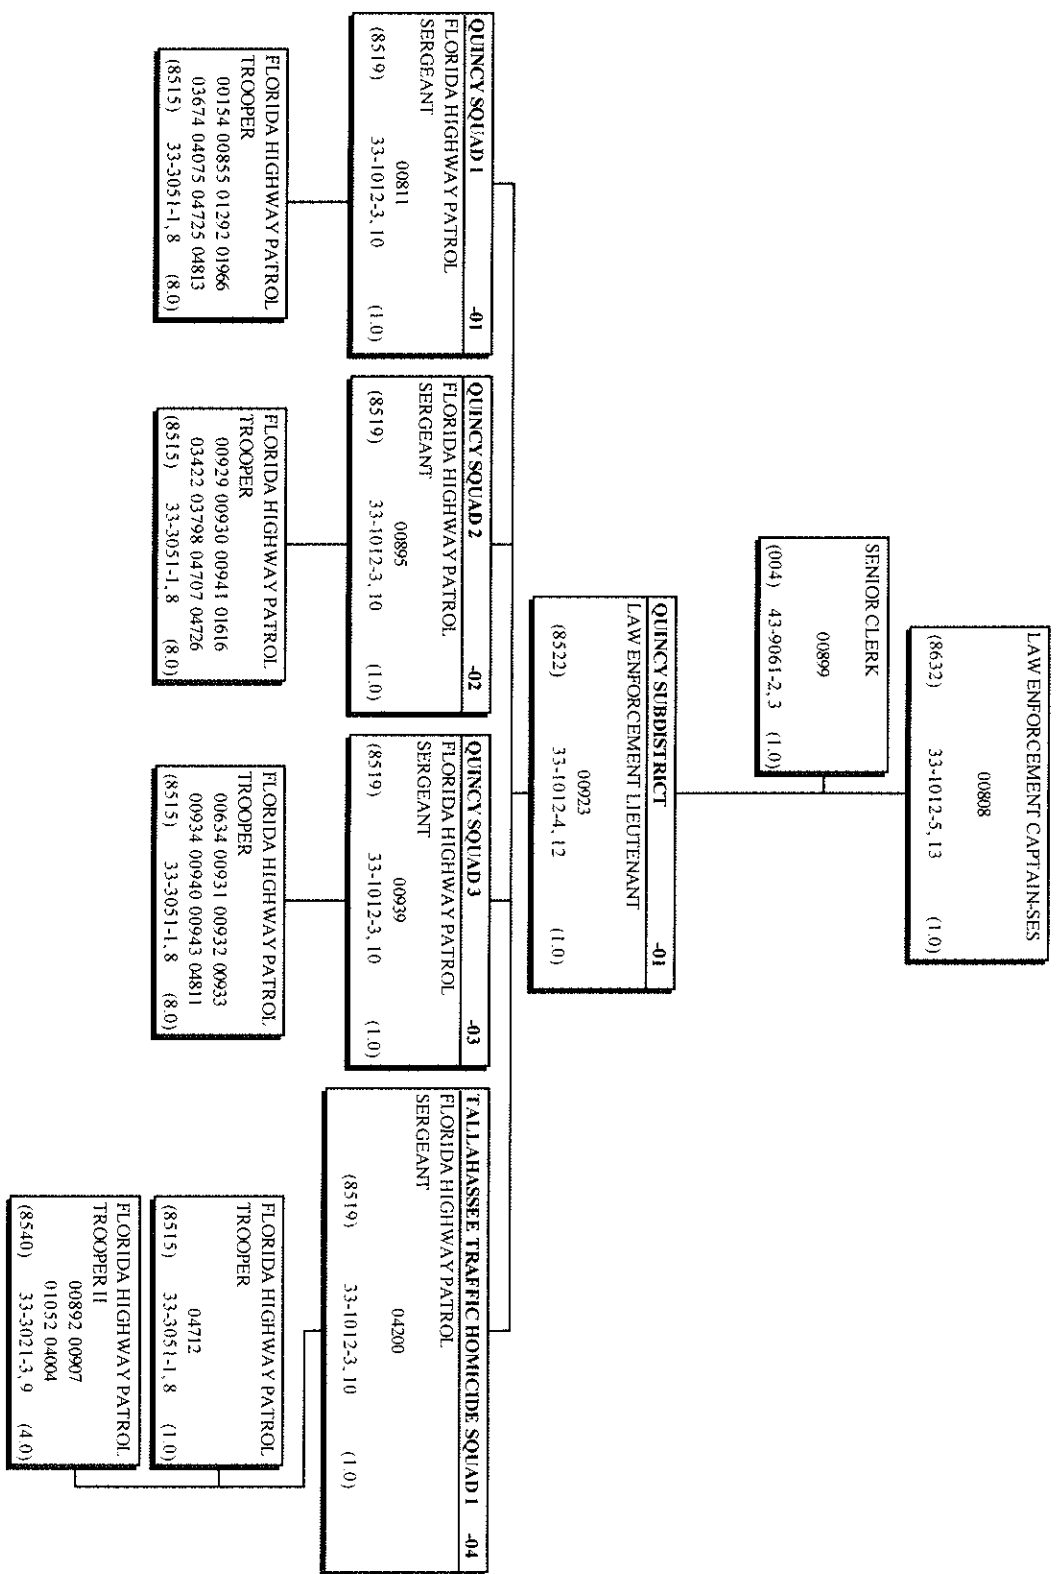 LAW ENFORCEMENT CAPTAIN-SES
00808
(8632) 33-1012-5, 13 (1.0)
SENIOR CLERK
00899
(004) 43-9061-2, 3 (1.0)
QUINCY SUBDISTRICT -01
LAW ENFORCEMENT LIEUTENANT
00923
(8522) 33-1012-4, 12 (1.0)
QUINCY SQUAD 1 -01
FLORIDA HIGHWAY PATROL
SERGEANT
00811
(8519) 33-1012-3, 10 (1.0)
FLORIDA HIGHWAY PATROL
TROOPER
00154 00855 01292 01966
03674 04075 04725 04813
(8515) 33-3051-1, 8 (8.0)
QUINCY SQUAD 2 -02
FLORIDA HIGHWAY PATROL
SERGEANT
00895
(8519) 33-1012-3, 10 (1.0)
FLORIDA HIGHWAY PATROL
TROOPER
00929 00930 00941 01616
03422 03798 04707 04726
(8515) 33-3051-1, 8 (8.0)
QUINCY SQUAD 3 -03
FLORIDA HIGHWAY PATROL
SERGEANT
00939
(8519) 33-1012-3, 10 (1.0)
FLORIDA HIGHWAY PATROL
TROOPER
00634 00931 00932 00933
00934 00940 00943 04811
(8515) 33-3051-1, 8 (8.0)
TALLAHASSEE TRAFFIC HOMICIDE SQUAD 1 -04
FLORIDA HIGHWAY PATROL
SERGEANT
04200
(8519) 33-1012-3, 10 (1.0)
FLORIDA HIGHWAY PATROL
TROOPER
04712
(8515) 33-3051-1, 8 (1.0)
FLORIDA HIGHWAY PATROL
TROOPER II
00892 00907
01052 04004
(8540) 33-3021-3, 9 (4.0)